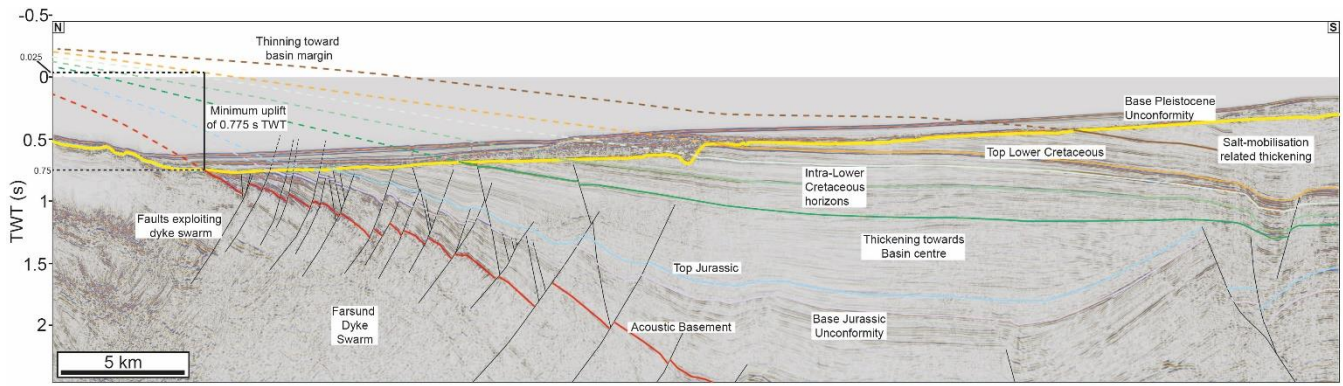 -0.5
N
S
Thinning toward
basin margin
0.025
0
Minimum uplift
of 0.775 s TWT
Base Pleistocene
Unconformity
0.5
Top Lower Cretaceous
Salt-mobilisation
related thickening
0.75
Intra-Lower
Cretaceous
horizons
1
TWT (s)
Faults exploiting
dyke swarm
Thickening towards
Basin centre
1.5
Top Jurassic
Farsund
Dyke
Swarm
Base Jurassic
Unconformity
2
Acoustic Basement
5 km